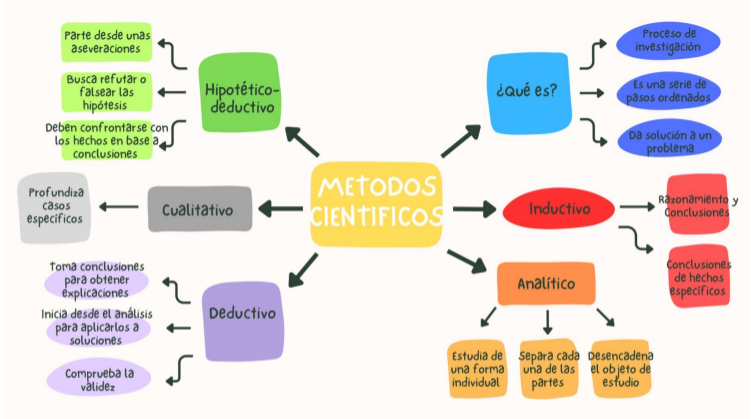 METODOS
CIENTIFICOS
¿Qué es?
Proceso de
investigación
Es una serie de
pasos ordenados
Da solución a un
problema
Inductivo
Razonamiento y
Conclusiones
Conclusiones
de hechos
específicos
Analítico
Estudia de
una forma
individual
Separa cada
una de las
partes
Desencadena
el objeto de
estudio
Deductivo
Toma conclusiones
para obtener
explicaciones
Inicia desde el análisis
para aplicarlos a
soluciones
Comprueba la
validez
Cualitativo
Profundiza
casos
específicos
Hipotético-
deductivo
Parte desde unas
aseveraciones
Busca refutar o
falsear las
hipótesis
Deben confrontarse con
los hechos en base a
conclusiones